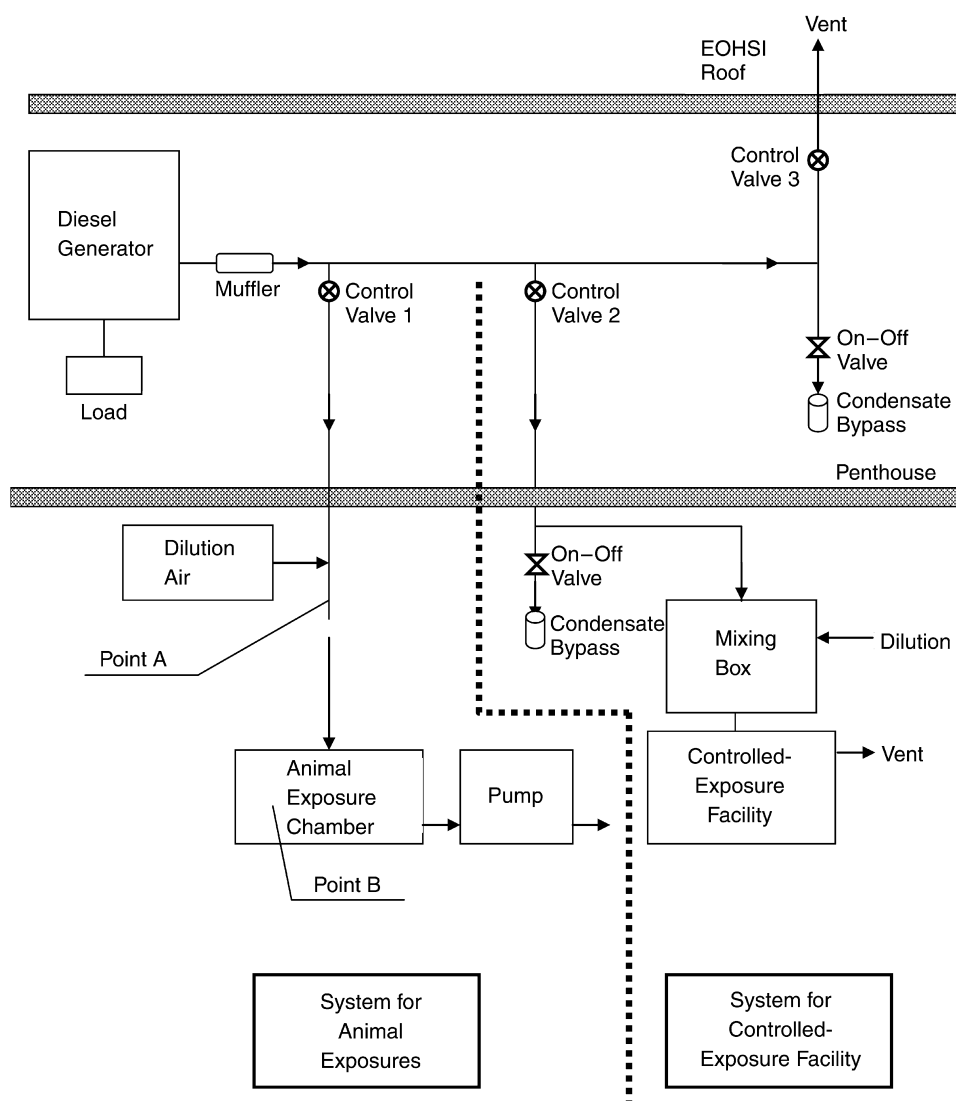 Vent
EOHSI
Roof
Control
Valve 3
Diesel
Generator
Muffler
Control
Valve 1
Control
Valve 2
On–Off
Valve
Load
Condensate
Bypass
Penthouse
Dilution
Air
On–Off
Valve
Condensate
Bypass
Mixing
Box
Dilution
Point A
Animal
Exposure
Chamber
Pump
Controlled-
Exposure
Facility
Vent
Point B
System for
Animal
Exposures
System for
Controlled-
Exposure Facility